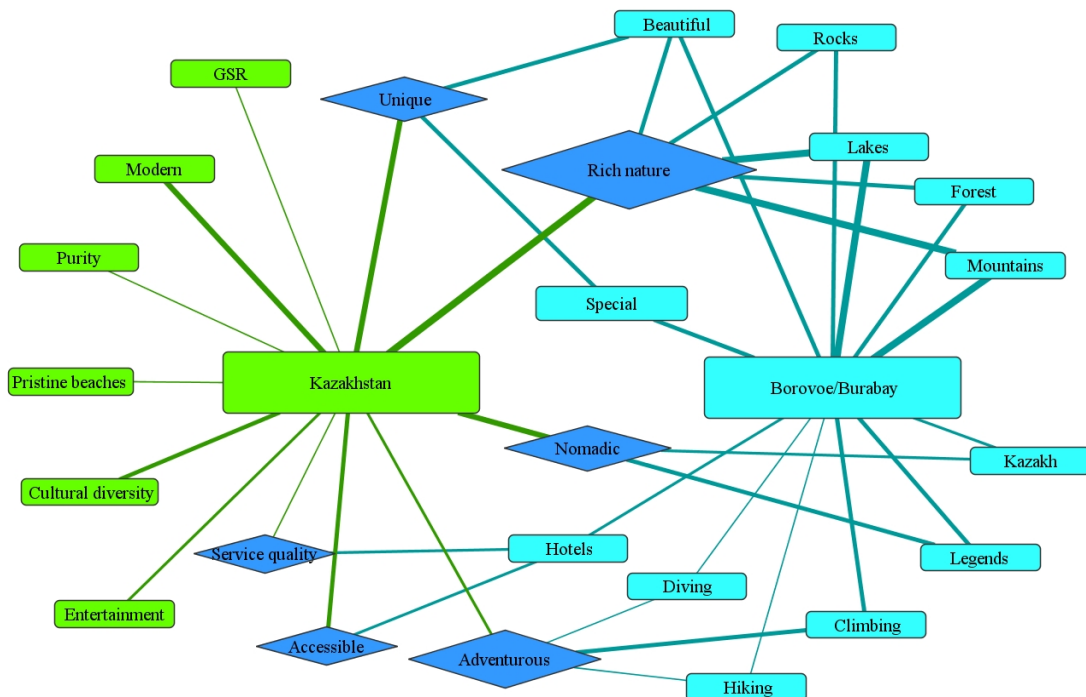 Beautiful
Rocks
GSR
Unique
Lakes
Modern
Rich nature
Forest
Purity
Mountains
Special
Pristine beaches
Kazakhstan
Borovoe/Burabay
Nomadic
Kazakh
Cultural diversity
Service quality
Hotels
Legends
Diving
Entertainment
Climbing
Accessible
Adventurous
Hiking